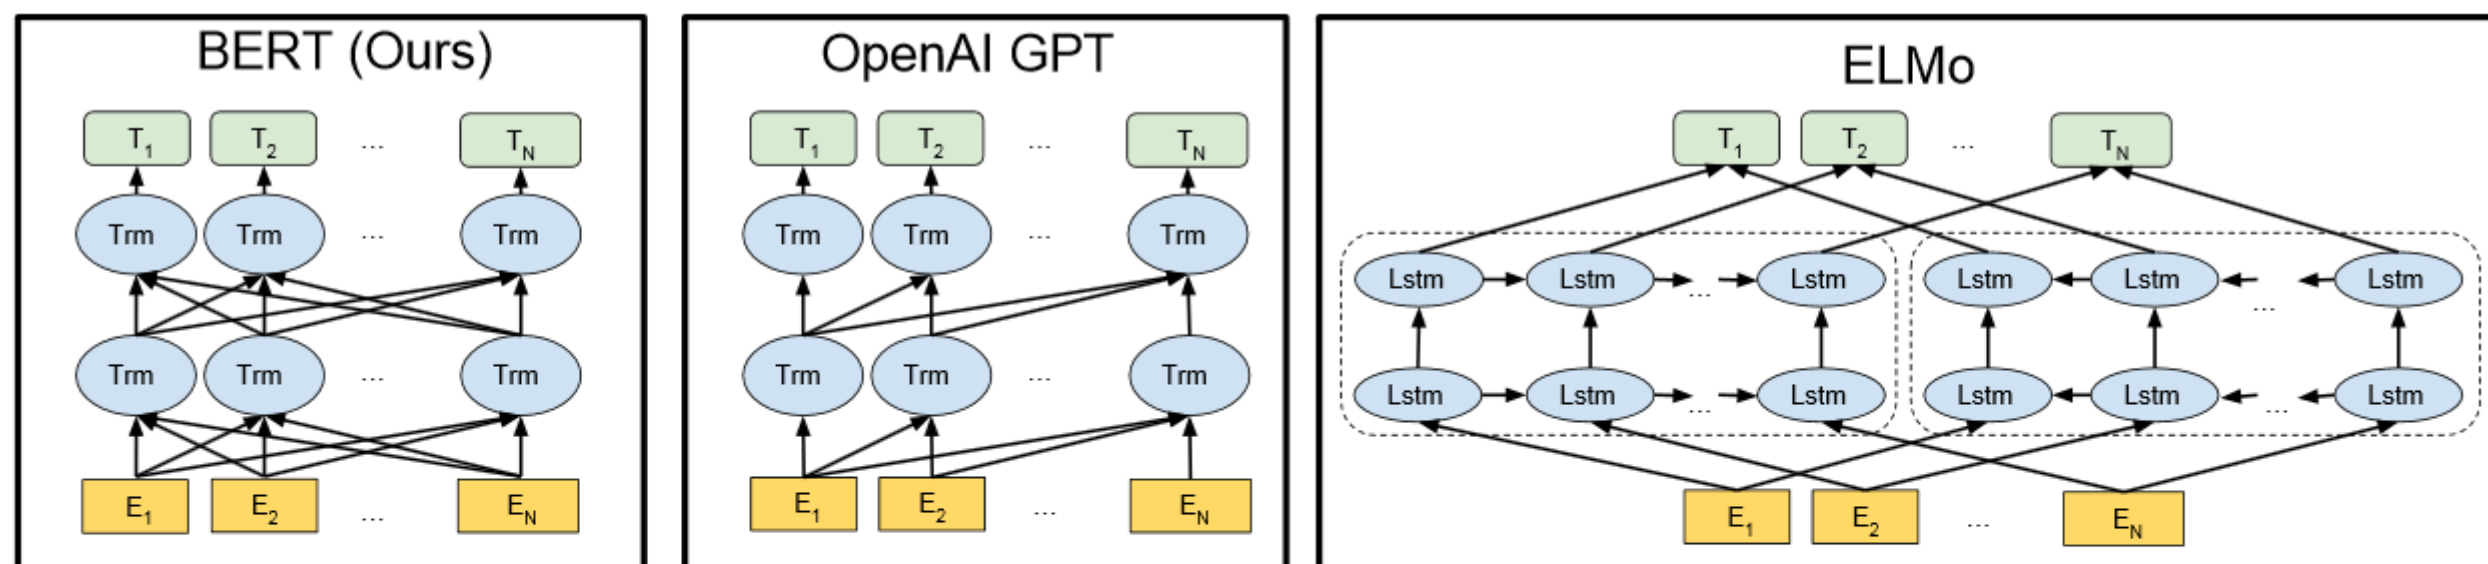 BERT (Ours)
T1 T2 ... TN
Trm Trm ... Trm
Trm Trm ... Trm
E1 E2 ... EN
OpenAI GPT
T1 T2 ... TN
Trm Trm ... Trm
Trm Trm ... Trm
E1 E2 ... EN
ELMo
T1 T2 ... TN
Lstm Lstm ... Lstm Lstm Lstm ... Lstm
Lstm Lstm ... Lstm Lstm Lstm ... Lstm
E1 E2 ... EN